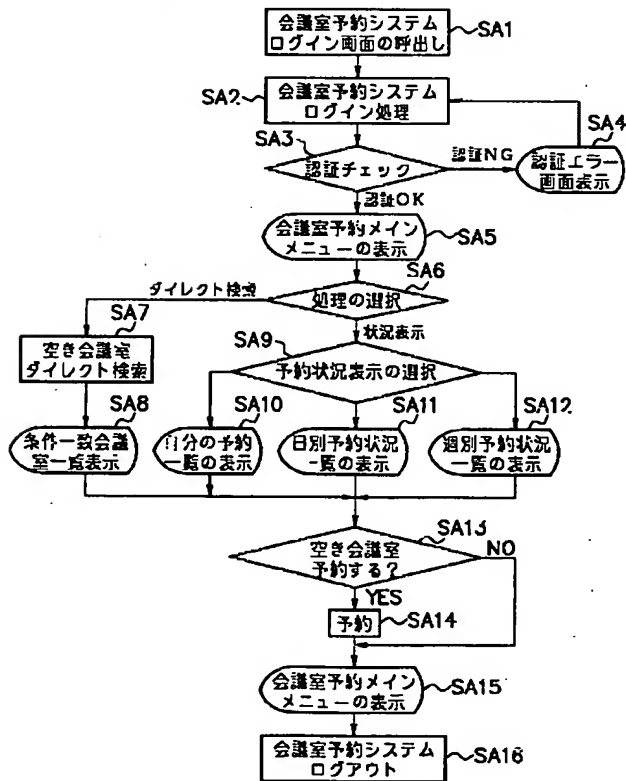 会議室予約システム
ログイン画面の呼出し
SA1
会議室予約システム
ログイン処理
SA2
SA3
認証チェック
認証NG
SA4
認証エラー
画面表示
認証OK
会議室予約メイン
メニューの表示
SA5
SA6
ダイレクト検索
処理の選択
SA7
状況表示
空き会議室
ダイレクト検索
SA9
予約状況表示の選択
SA8
SA10
SA11
SA12
条件一致会議
室一覧表示
自分の予約
一覧の表示
日別予約状況
一覧の表示
週別予約状況
一覧の表示
SA13
空き会議室
予約する?
NO
YES
予約
SA14
会議室予約メイン
メニューの表示
SA15
会議室予約システム
ログアウト
SA16